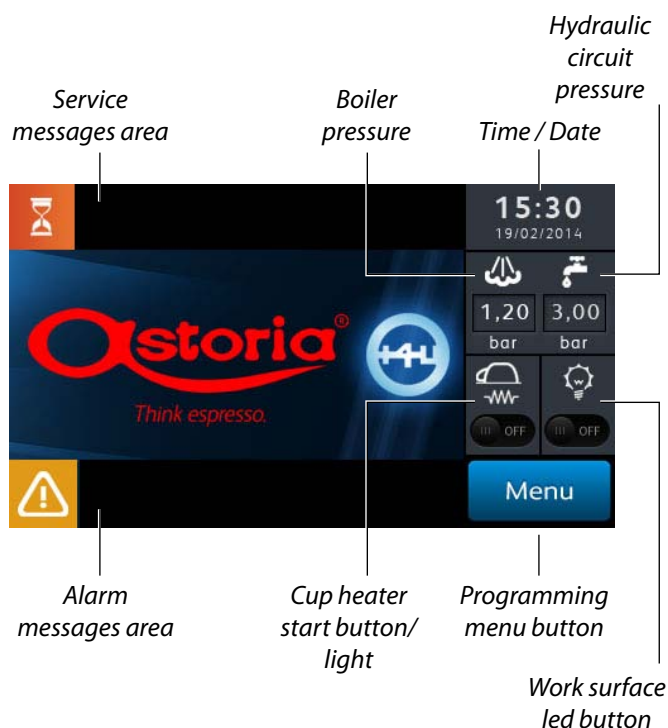 Hydraulic
circuit
pressure
Service
messages area
Boiler
pressure
Time / Date
15:30
19/02/2014
1,20
3,00
bar
bar
astoria®
+4U
Think espresso.
w
OFF
OFF
Menu
Alarm
messages area
Cup heater
start button/
light
Programming
menu button
Work surface
led button